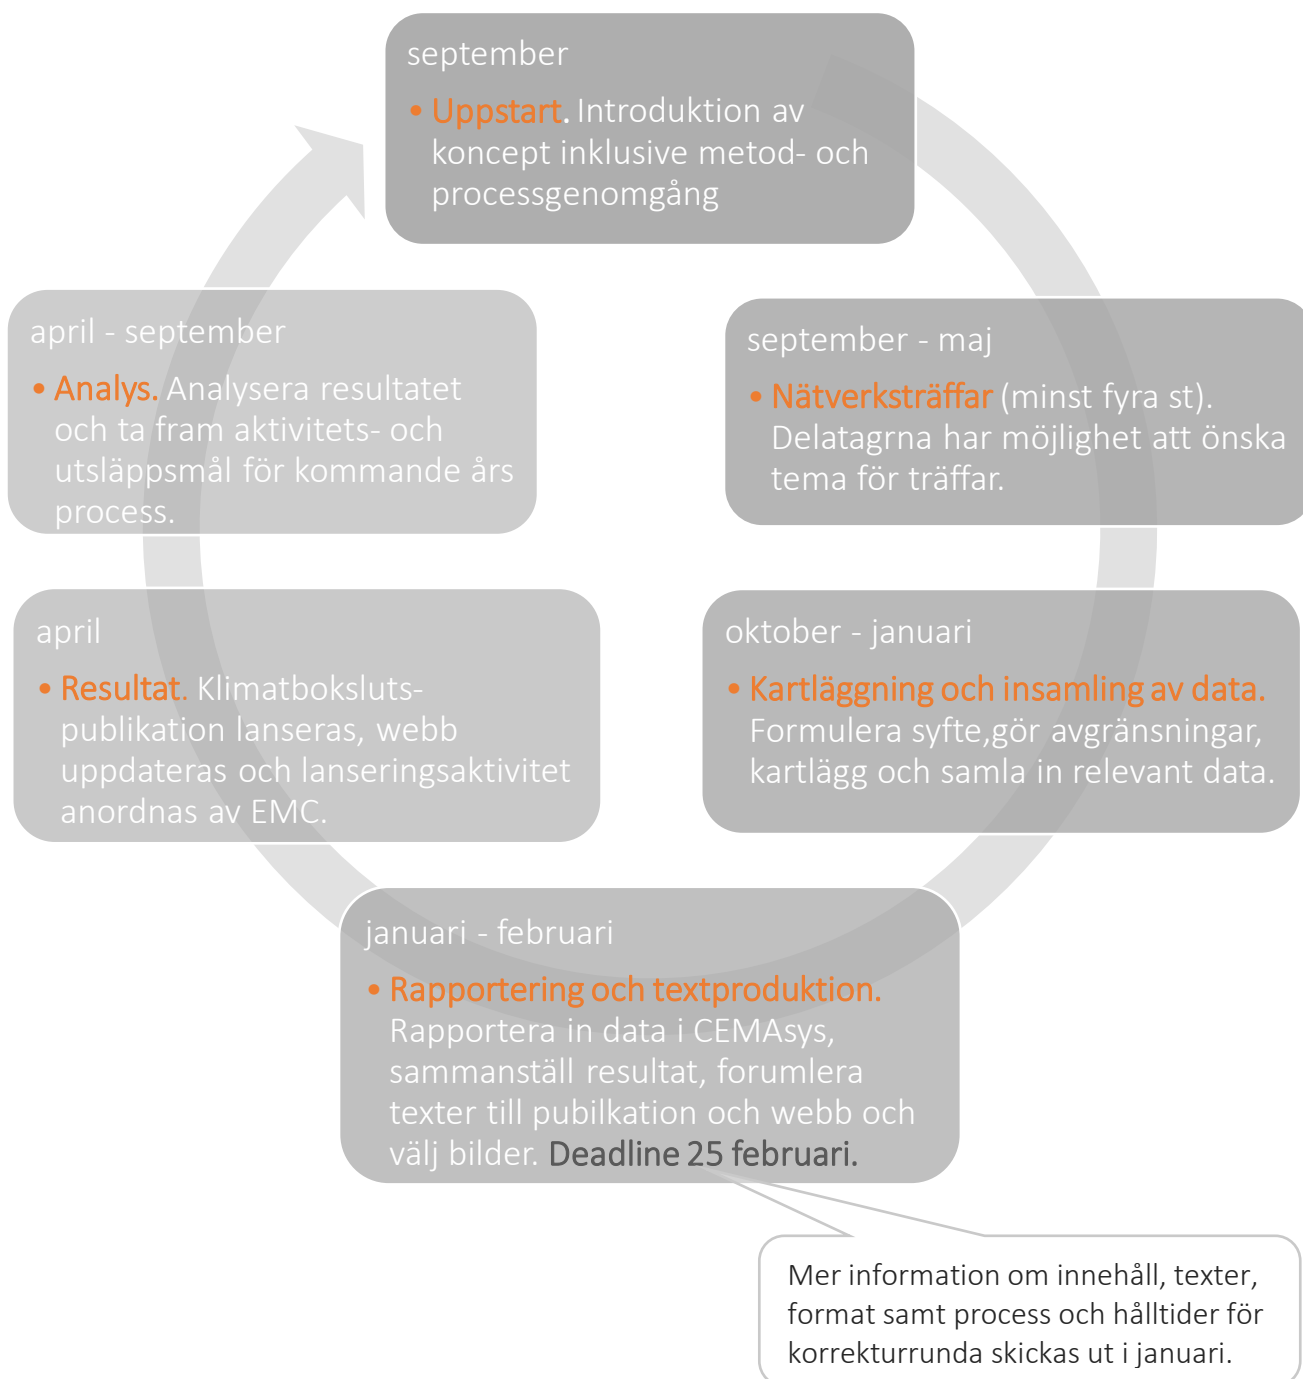 september
• Uppstart. Introduktion av
koncept inklusive metod- och
processgenomgång
september - maj
• Nätverksträffar (minst fyra st).
Delatagrna har möjlighet att önska
tema för träffar.
oktober - januari
• Kartläggning och insamling av data.
Formulera syfte,gör avgränsningar,
kartlägg och samla in relevant data.
januari - februari
• Rapportering och textproduktion.
Rapportera in data i CEMAsys,
sammanställ resultat, forumlera
texter till pubilkation och webb och
välj bilder. Deadline 25 februari.
Mer information om innehåll, texter,
format samt process och hålltider för
korrekturrunda skickas ut i januari.
april
• Resultat. Klimatboksluts-
publikation lanseras, webb
uppdateras och lanseringsaktivitet
anordnas av EMC.
april - september
• Analys. Analysera resultatet
och ta fram aktivitets- och
utsläppsmål för kommande års
process.